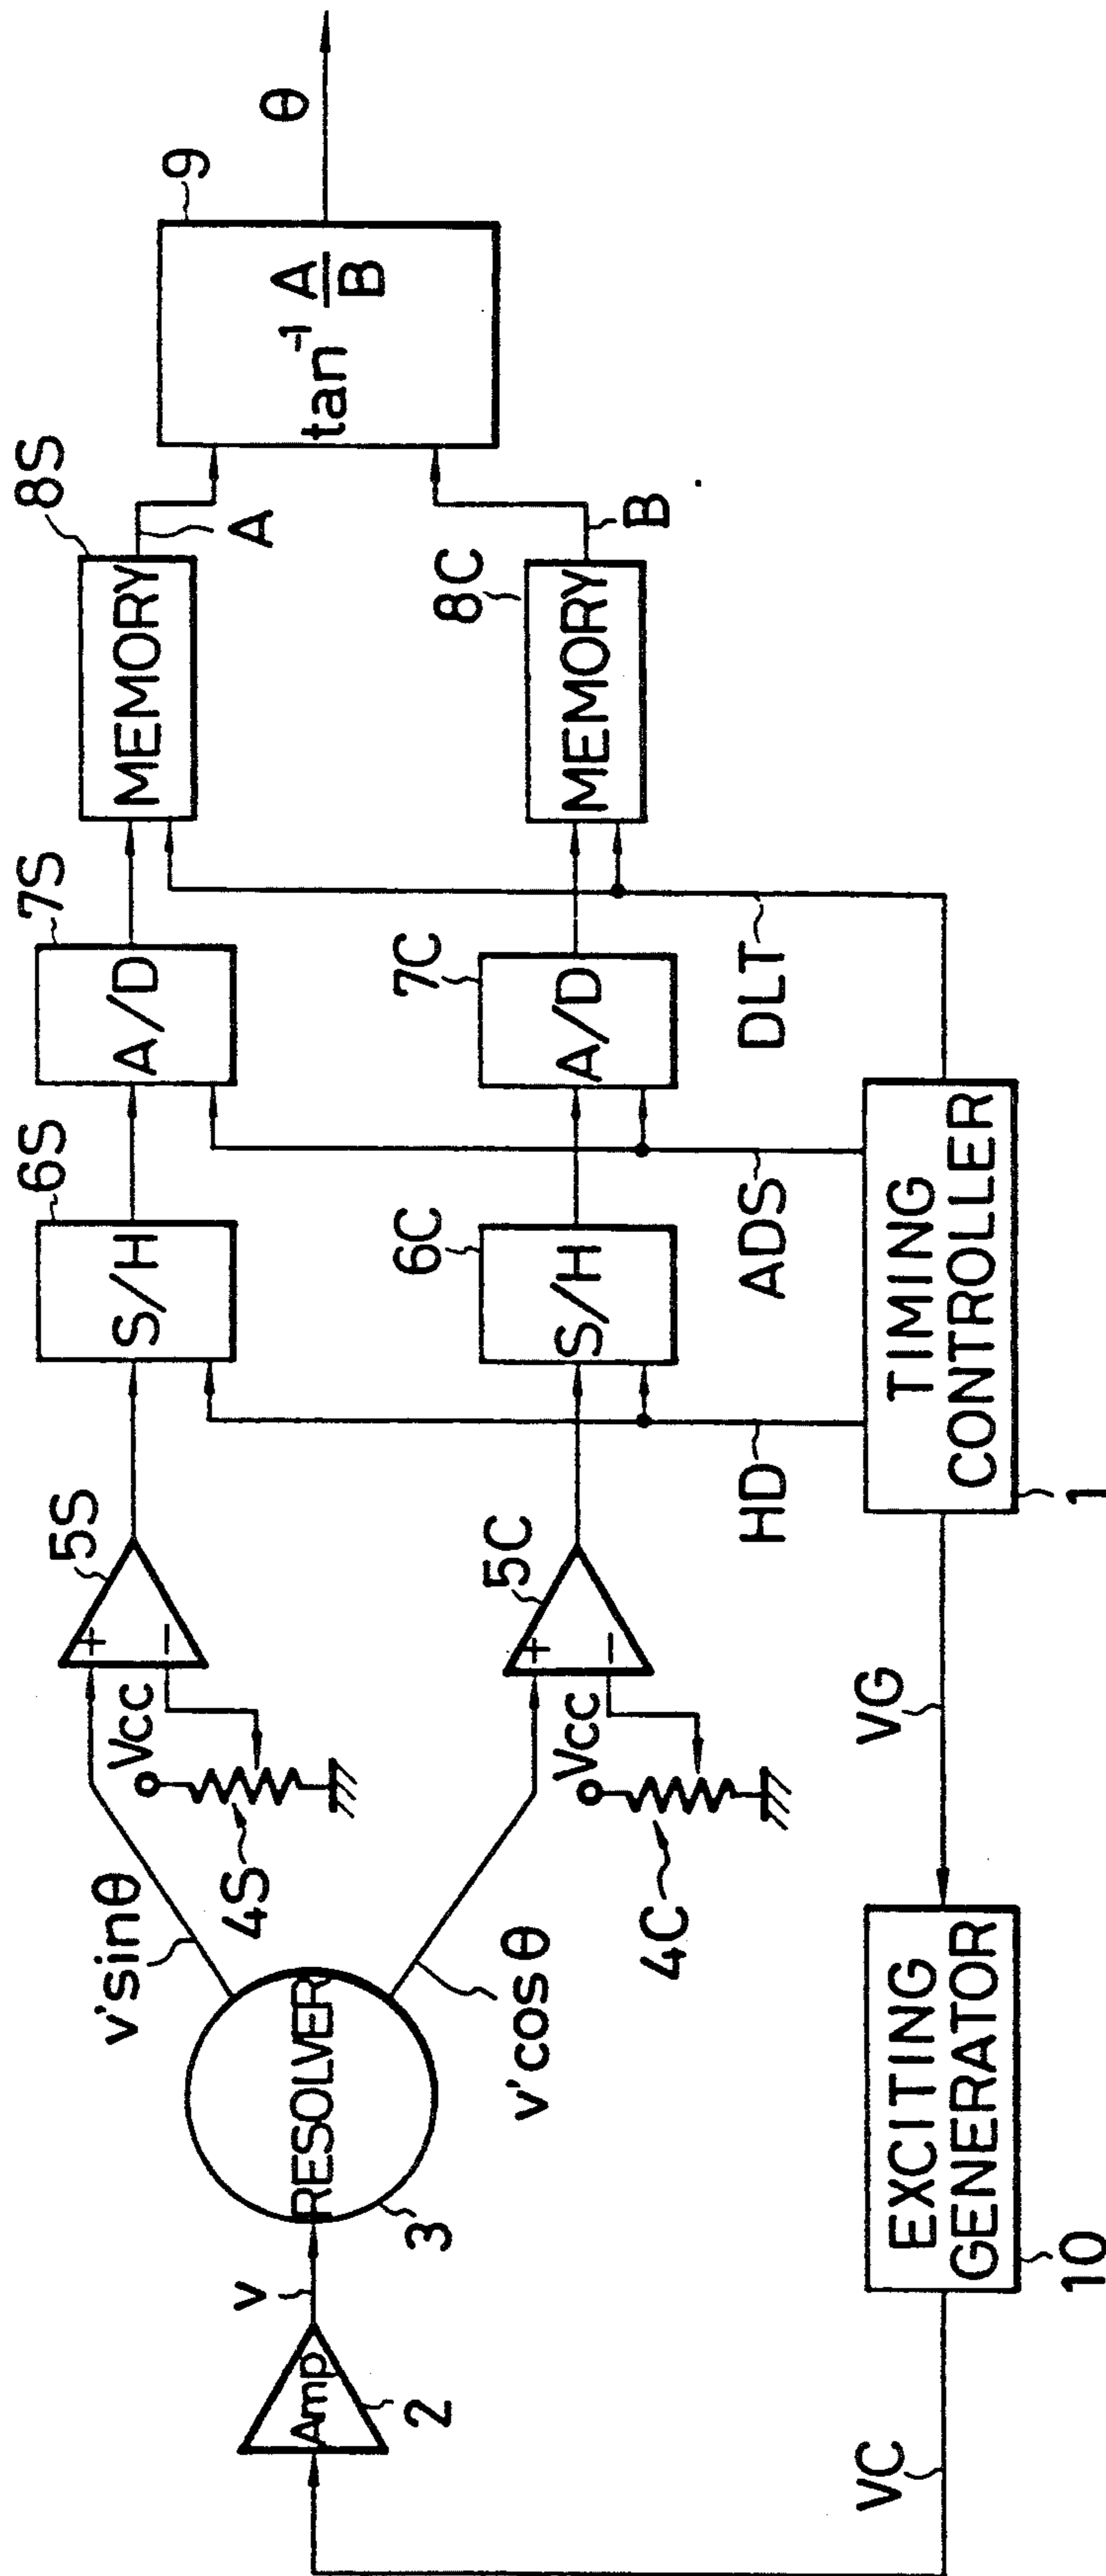 θ
9
tan⁻¹ A/B
8S
A
MEMORY
8C
B
MEMORY
7S
A/D
7C
A/D
DLT
6S
S/H
6C
S/H
ADS
TIMING
CONTROLLER
1
HD
5S
+
−
Vcc
4S
5C
+
−
Vcc
4C
v'sinθ
v'cosθ
RESOLVER
3
v
Amp
2
VG
EXCITING
GENERATOR
10
VC